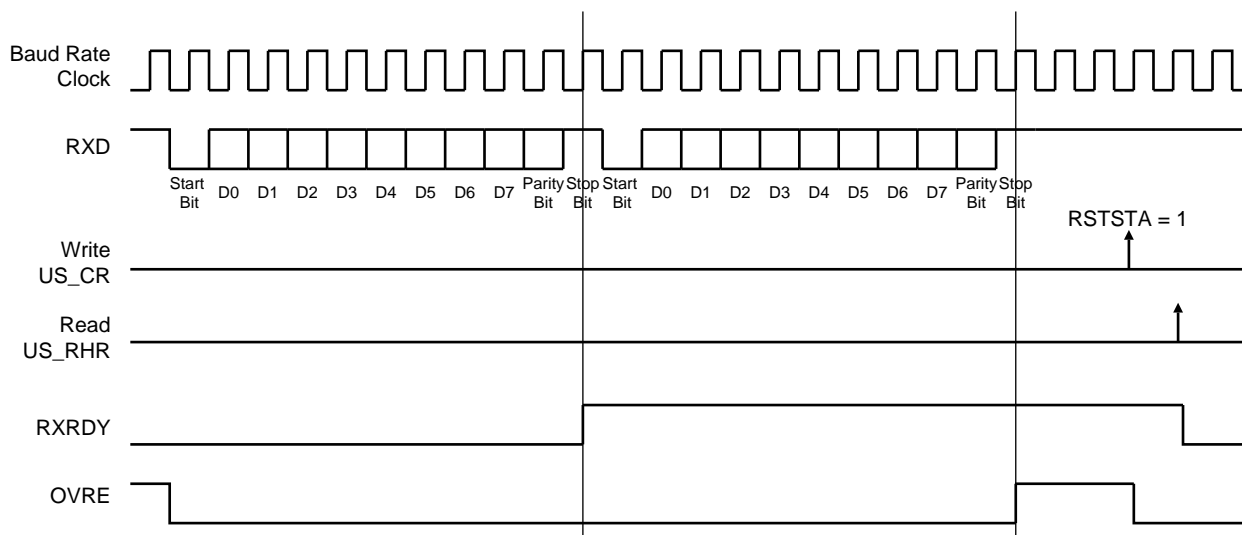 Baud Rate
Clock
RXD
Start
Bit
D0
D1
D2
D3
D4
D5
D6
D7
Parity
Bit
Stop
Bit
Start
Bit
D0
D1
D2
D3
D4
D5
D6
D7
Parity
Bit
Stop
Bit
RSTSTA = 1
Write
US_CR
Read
US_RHR
RXRDY
OVRE